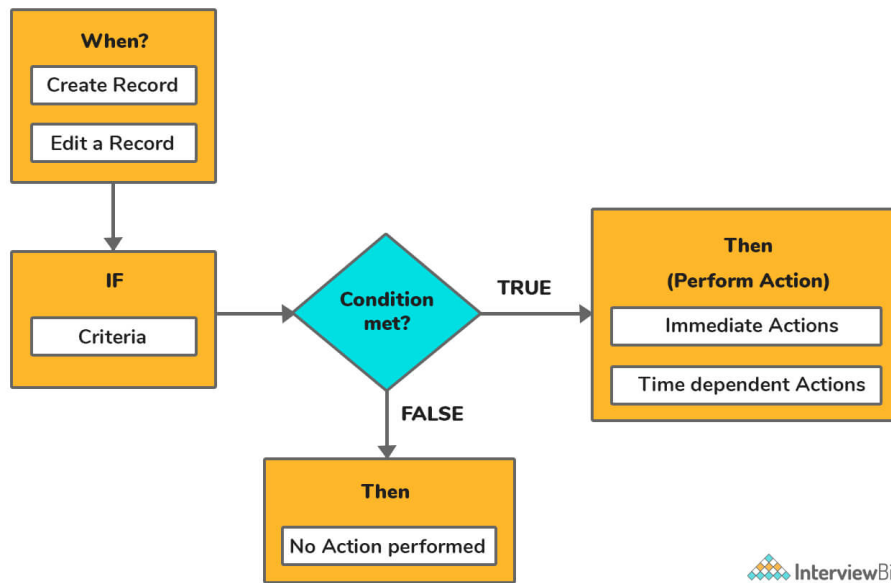 When?
Create Record
Edit a Record
IF
Criteria
Condition
met?
TRUE
Then
(Perform Action)
Immediate Actions
Time dependent Actions
FALSE
Then
No Action performed
InterviewBi